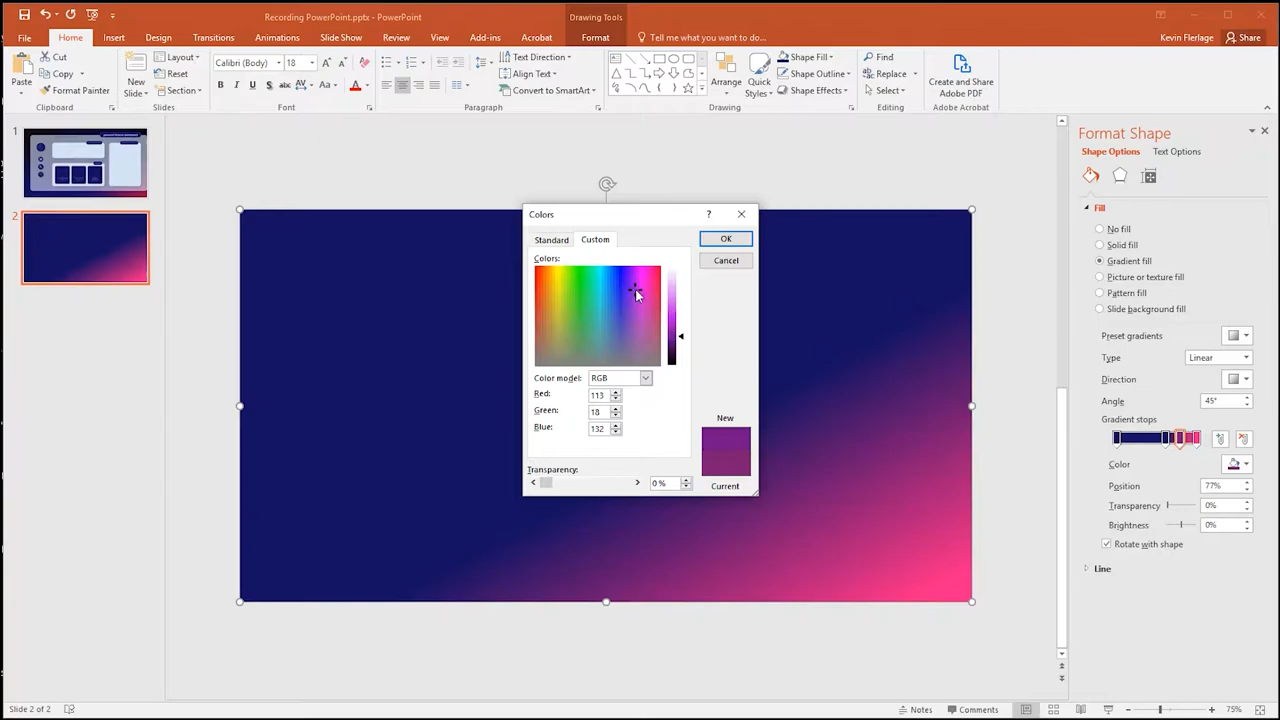 Recording PowerPoint.pptx - PowerPoint
Drawing Tools
File Home Insert Design Transitions Animations Slide Show Review View Add-ins Acrobat Format Tell me what you want to do... Kevin Flerlage Share
Paste
Cut
Copy
Format Painter
Clipboard
New Slide
Layout
Reset
Section
Slides
Calibri (Body) 18
B I U S abc AV Aa A
Font
Text Direction
Align Text
Convert to SmartArt
Paragraph
Arrange
Quick Styles
Shape Fill
Shape Outline
Shape Effects
Drawing
Find
Replace
Select
Editing
Create and Share Adobe PDF
Adobe Acrobat
1
2
Colors ?
Standard Custom
OK
Cancel
Colors:
Color model: RGB
Red: 113
Green: 18
Blue: 132
New
Current
Transparency:
0 %
Format Shape
Shape Options Text Options
Fill
No fill
Solid fill
Gradient fill
Picture or texture fill
Pattern fill
Slide background fill
Preset gradients
Type Linear
Direction
Angle 45°
Gradient stops
Color
Position 77%
Transparency 0%
Brightness 0%
Rotate with shape
Line
Slide 2 of 2
Notes Comments 75%